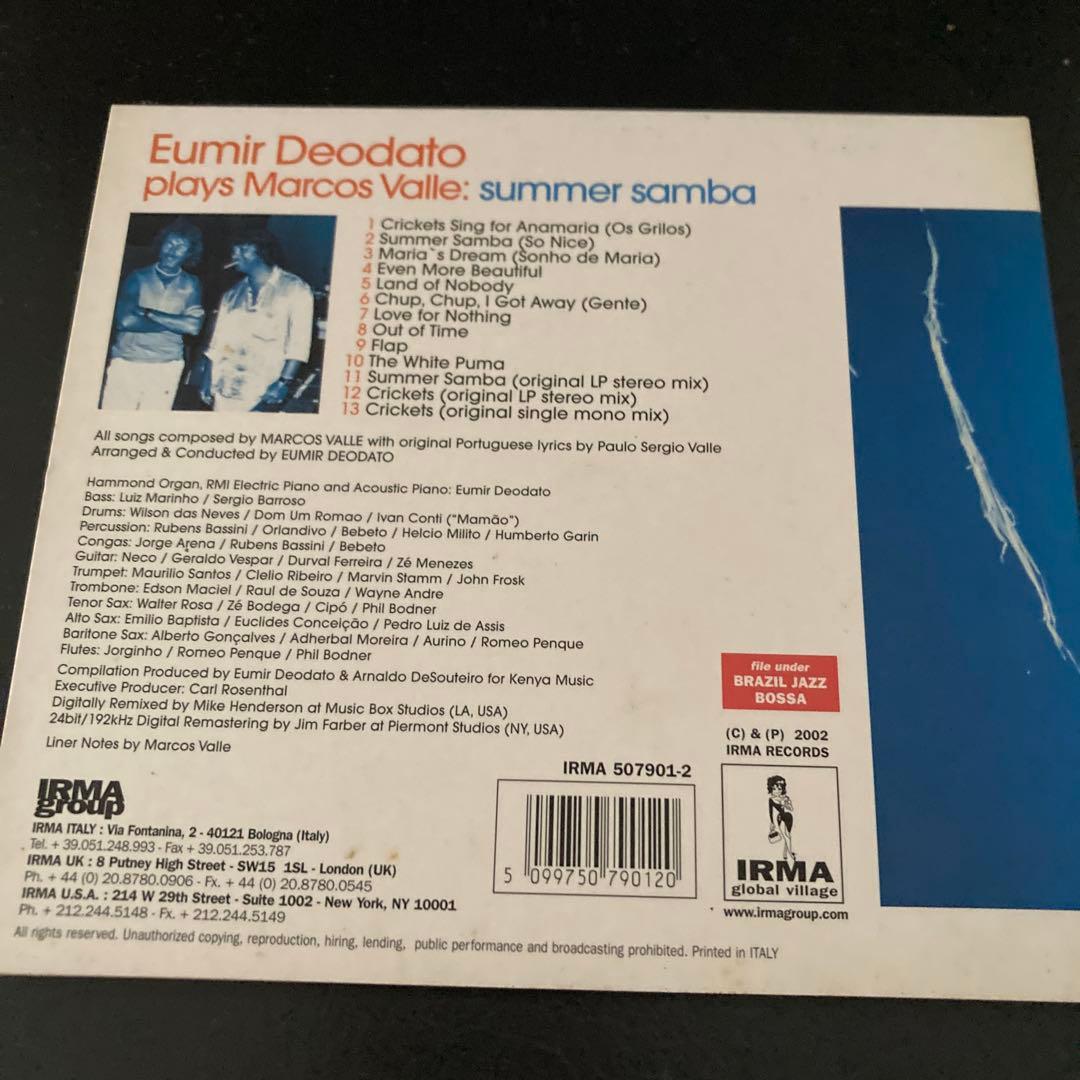 Eumir Deodato
plays Marcos Valle: summer samba
1 Crickets Sing for Anamaria (Os Grilos)
2 Summer Samba (So Nice)
3 Maria`s Dream (Sonho de Maria)
4 Even More Beautiful
5 Land of Nobody
6 Chup, Chup, I Got Away (Gente)
7 Love for Nothing
8 Out of Time
9 Flap
10 The White Puma
11 Summer Samba (original LP stereo mix)
12 Crickets (original LP stereo mix)
13 Crickets (original single mono mix)
All songs composed by MARCOS VALLE with original Portuguese lyrics by Paulo Sergio Valle
Arranged & Conducted by EUMIR DEODATO
Hammond Organ, RMI Electric Piano and Acoustic Piano: Eumir Deodato
Bass: Luiz Marinho / Sergio Barroso
Drums: Wilson das Neves / Dom Um Romao / Ivan Conti ("Mamão")
Percussion: Rubens Bassini / Orlandivo / Bebeto / Helcio Milito / Humberto Garin
Congas: Jorge Arena / Rubens Bassini / Bebeto
Guitar: Neco / Geraldo Vespar / Durval Ferreira / Zé Menezes
Trumpet: Maurilio Santos / Clelio Ribeiro / Marvin Stamm / John Frosk
Trombone: Edson Maciel / Raul de Souza / Wayne Andre
Tenor Sax: Walter Rosa / Zé Bodega / Cipó / Phil Bodner
Alto Sax: Emilio Baptista / Euclides Conceição / Pedro Luiz de Assis
Baritone Sax: Alberto Gonçalves / Adherbal Moreira / Aurino / Romeo Penque
Flutes: Jorginho / Romeo Penque / Phil Bodner
Compilation Produced by Eumir Deodato & Arnaldo DeSouteiro for Kenya Music
Executive Producer: Carl Rosenthal
Digitally Remixed by Mike Henderson at Music Box Studios (LA, USA)
24bit/192kHz Digital Remastering by Jim Farber at Piermont Studios (NY, USA)
Liner Notes by Marcos Valle
file under
BRAZIL JAZZ
BOSSA
(C) & (P) 2002
IRMA RECORDS
IRMA 507901-2
5 099750 790120
IRMA
global village
www.irmagroup.com
IRMA
group
IRMA ITALY : Via Fontanina, 2 - 40121 Bologna (Italy)
Tel. + 39.051.248.993 - Fax + 39.051.253.787
IRMA UK : 8 Putney High Street - SW15 1SL - London (UK)
Ph. + 44 (0) 20.8780.0906 - Fx. + 44 (0) 20.8780.0545
IRMA U.S.A. : 214 W 29th Street - Suite 1002 - New York, NY 10001
Ph. + 212.244.5148 - Fx. + 212.244.5149
All rights reserved. Unauthorized copying, reproduction, hiring, lending, public performance and broadcasting prohibited. Printed in ITALY